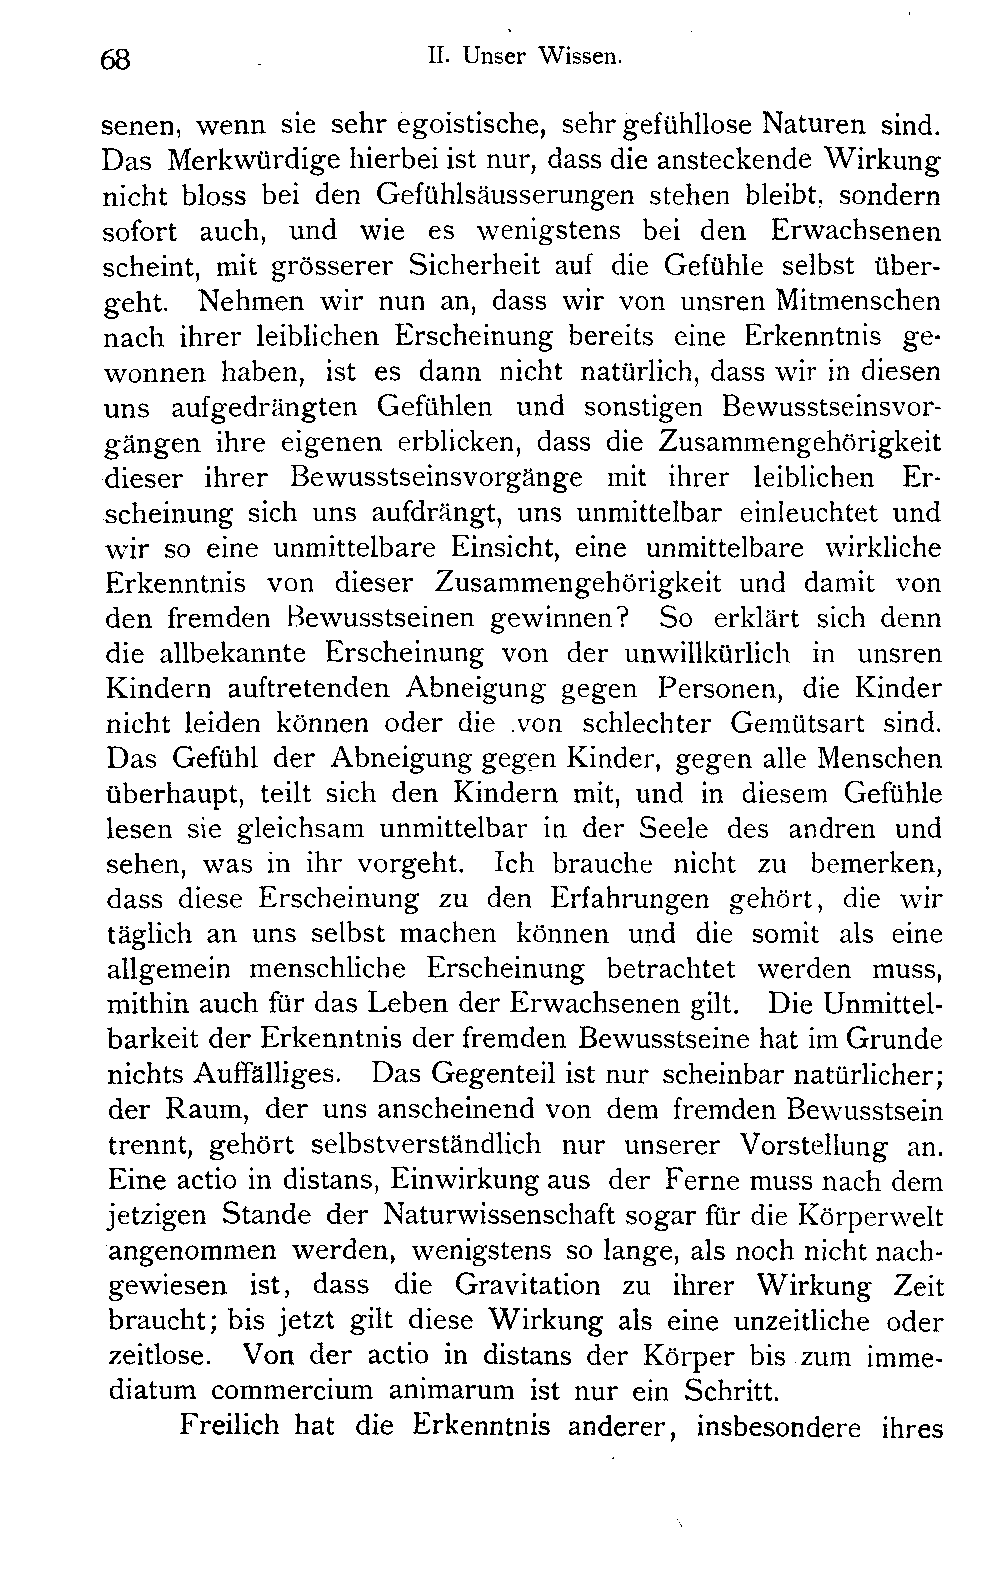 68 II. Unser Wissen.
senen, wenn sie sehr egoistische, sehr gefühllose Naturen sind.
Das Merkwürdige hierbei ist nur, dass die ansteckende Wirkung
nicht bloss bei den Gefühlsäusserungen stehen bleibt, sondern
sofort auch, und wie es wenigstens bei den Erwachsenen
scheint, mit grösserer Sicherheit auf die Gefühle selbst über-
geht. Nehmen wir nun an, dass wir von unsren Mitmenschen
nach ihrer leiblichen Erscheinung bereits eine Erkenntnis ge-
wonnen haben, ist es dann nicht natürlich, dass wir in diesen
uns aufgedrängten Gefühlen und sonstigen Bewusstseinsvor-
gängen ihre eigenen erblicken, dass die Zusammengehörigkeit
dieser ihrer Bewusstseinsvorgänge mit ihrer leiblichen Er-
scheinung sich uns aufdrängt, uns unmittelbar einleuchtet und
wir so eine unmittelbare Einsicht, eine unmittelbare wirkliche
Erkenntnis von dieser Zusammengehörigkeit und damit von
den fremden Bewusstseinen gewinnen? So erklärt sich denn
die allbekannte Erscheinung von der unwillkürlich in unsren
Kindern auftretenden Abneigung gegen Personen, die Kinder
nicht leiden können oder die von schlechter Gemütsart sind.
Das Gefühl der Abneigung gegen Kinder, gegen alle Menschen
überhaupt, teilt sich den Kindern mit, und in diesem Gefühle
lesen sie gleichsam unmittelbar in der Seele des andren und
sehen, was in ihr vorgeht. Ich brauche nicht zu bemerken,
dass diese Erscheinung zu den Erfahrungen gehört, die wir
täglich an uns selbst machen können und die somit als eine
allgemein menschliche Erscheinung betrachtet werden muss,
mithin auch für das Leben der Erwachsenen gilt. Die Unmittel-
barkeit der Erkenntnis der fremden Bewusstseine hat im Grunde
nichts Auffälliges. Das Gegenteil ist nur scheinbar natürlicher;
der Raum, der uns anscheinend von dem fremden Bewusstsein
trennt, gehört selbstverständlich nur unserer Vorstellung an.
Eine actio in distans, Einwirkung aus der Ferne muss nach dem
jetzigen Stande der Naturwissenschaft sogar für die Körperwelt
angenommen werden, wenigstens so lange, als noch nicht nach-
gewiesen ist, dass die Gravitation zu ihrer Wirkung Zeit
braucht; bis jetzt gilt diese Wirkung als eine unzeitliche oder
zeitlose. Von der actio in distans der Körper bis zum imme-
diatum commercium animarum ist nur ein Schritt.
Freilich hat die Erkenntnis anderer, insbesondere ihres